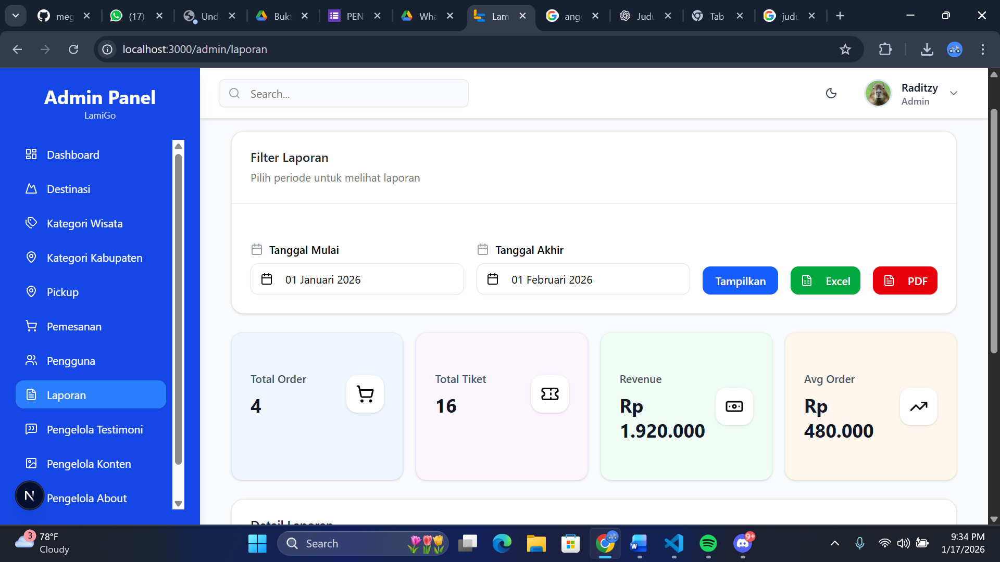 meg
(17)
Und
Buk
PEN
Wha
Lam
ang
Judu
Tab
judu
localhost:3000/admin/laporan
Admin Panel
LamiGo
Dashboard
Destinasi
Kategori Wisata
Kategori Kabupaten
Pickup
Pemesanan
Pengguna
Laporan
Pengelola Testimoni
Pengelola Konten
Pengelola About
N
Search...
Raditzy
Admin
Filter Laporan
Pilih periode untuk melihat laporan
Tanggal Mulai
01 Januari 2026
Tanggal Akhir
01 Februari 2026
Tampilkan
Excel
PDF
Total Order
4
Total Tiket
16
Revenue
Rp
1.920.000
Avg Order
Rp
480.000
Detail Laporan
3
78°F
Cloudy
Search
9+
9:34 PM
1/17/2026